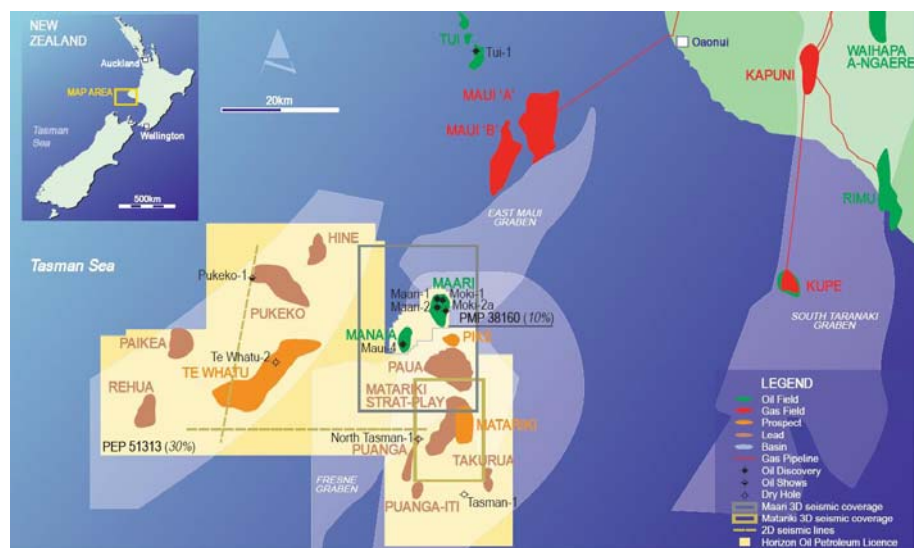 NEW
ZEALAND
Auckland
MAP AREA
Tasman
Sea
Wellington
500km
20km
TUI
Tui-1
Oaonui
WAIHAPA
A-NGAERE
KAPUNI
MAUI 'A'
MAUI 'B'
RIMU
EAST MAUI
GRABEN
HINE
Tasman Sea
Pukeko-1
PUKEKO
MAARI
Maari-1
Moki-1
Maari-2
Moki-2a
KUPE
PMP 38160 (10%)
SOUTH TARANAKI
GRABEN
MANAIA
Maui-4
PIKE
PAIKEA
Te Whatu-2
TE WHATU
PAUA
REHUA
MATARIKI
STRAT-PLAY
MATARIKI
PEP 51313 (30%)
North Tasman-1
PUANGA
TAKURUA
FRESNE
GRABEN
PUANGA-ITI
Tasman-1
LEGEND
Oil Field
Gas Field
Prospect
Lead
Basin
Gas Pipeline
Oil Discovery
Oil Shows
Dry Hole
Maari 3D seismic coverage
Matariki 3D seismic coverage
2D seismic lines
Horizon Oil Petroleum Licence